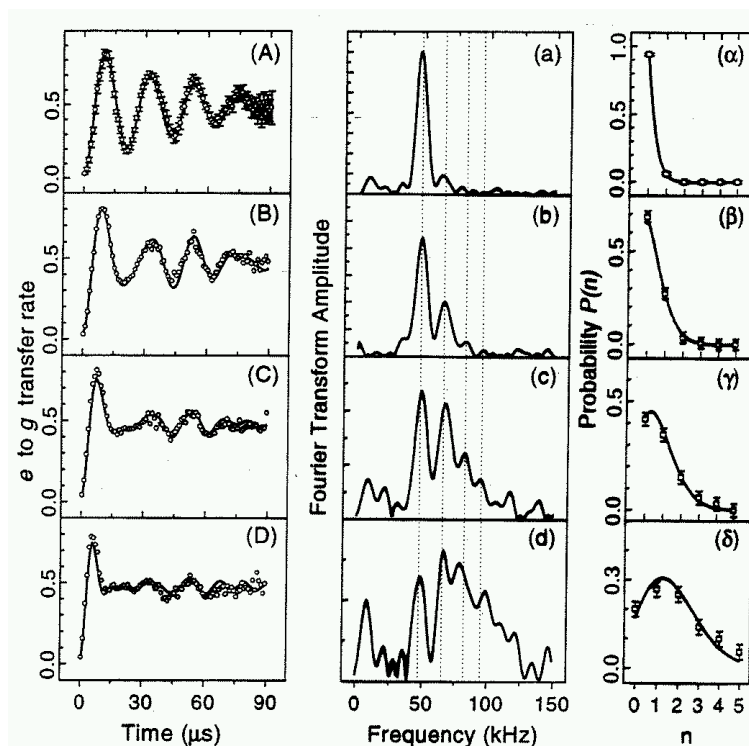 (A)
0.5
0.0
(B)
0.5
0.0
(C)
0.5
0.0
(D)
0.5
0.0
0 30 60 90
Time (μs)
e to g transfer rate
(a)
(b)
(c)
(d)
0 50 100 150
Frequency (kHz)
Fourier Transform Amplitude
(α)
1.0
0.0
(β)
0.5
0.0
(γ)
0.5
0.0
(δ)
0.3
0.0
0 1 2 3 4 5
n
Probability P(n)